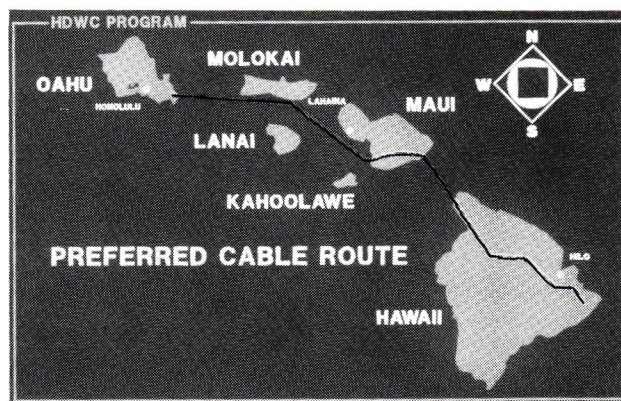 HDWC PROGRAM
N
MOLOKAI
OAHU
W
E
HONOLULU
LAHAINA
MAUI
S
LANAI
KAHOOLAWE
PREFERRED CABLE ROUTE
HILO
HAWAII